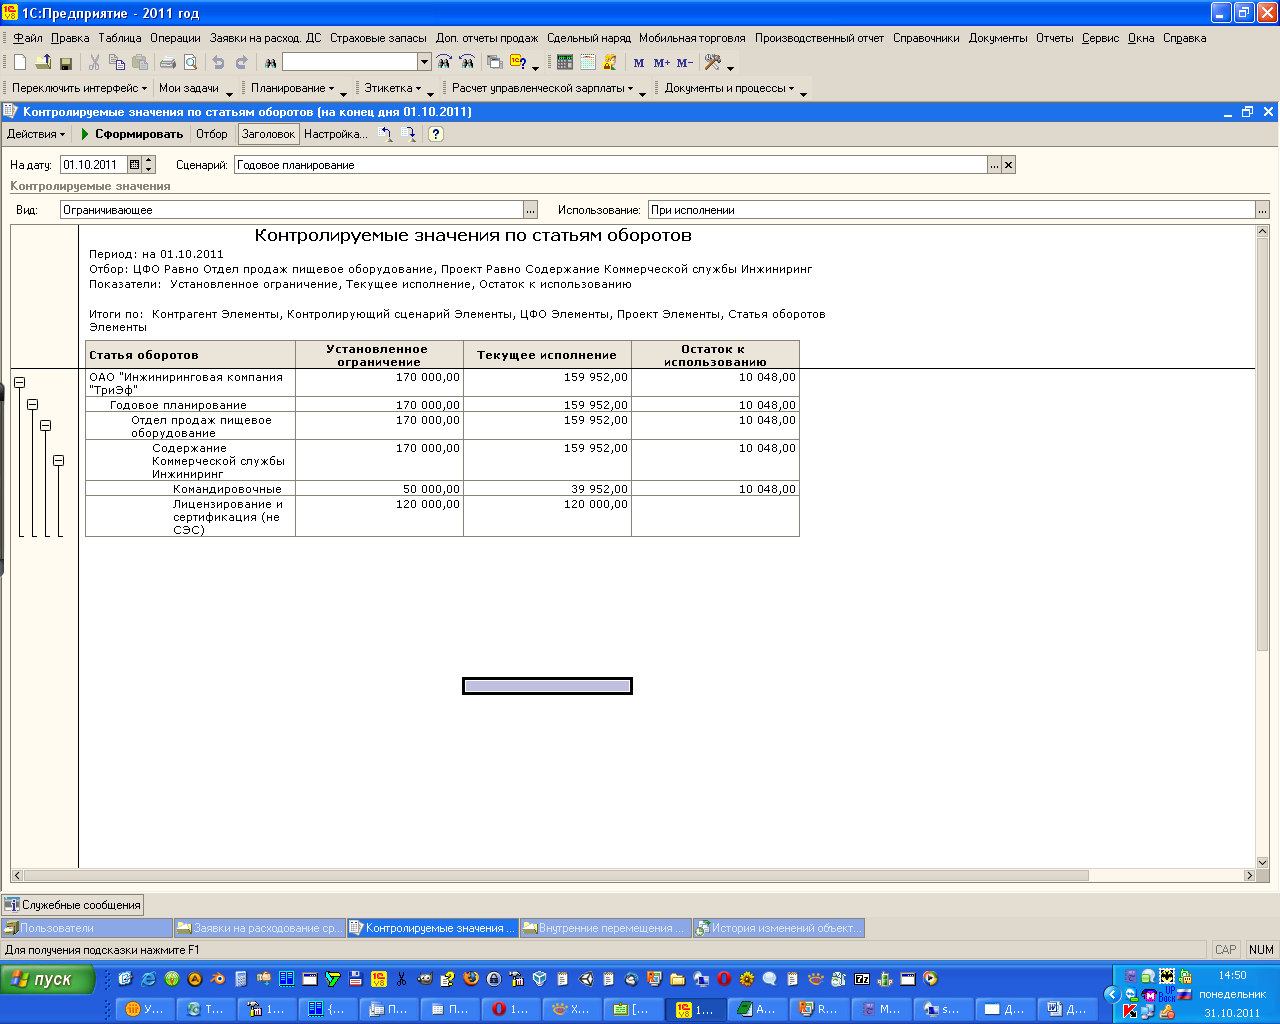 1С:Предприятие - 2011 год
Файл Правка Таблица Операции Заявки на расход. ДС Страховые запасы Доп. отчеты продаж Сдельный наряд Мобильная торговля Производственный отчет Справочники Документы Отчеты Сервис Окна Справка
M M+ M-
Переключить интерфейс Мои задачи Планирование Этикетка Расчет управленческой зарплаты Документы и процессы
Контролируемые значения по статьям оборотов (на конец дня 01.10.2011)
Действия Сформировать Отбор Заголовок Настройка...
На дату: 01.10.2011 Сценарий: Годовое планирование
Контролируемые значения
Вид: Ограничивающее Использование: При исполнении
Контролируемые значения по статьям оборотов
Период: на 01.10.2011
Отбор: ЦФО Равно Отдел продаж пищевое оборудование, Проект Равно Содержание Коммерческой службы Инжиниринг
Показатели: Установленное ограничение, Текущее исполнение, Остаток к использованию
Итоги по: Контрагент Элементы, Контролирующий сценарий Элементы, ЦФО Элементы, Проект Элементы, Статья оборотов
Элементы
Статья оборотов Установленное ограничение Текущее исполнение Остаток к использованию
ОАО "Инжиниринговая компания "ТриЭф" 170 000,00 159 952,00 10 048,00
Годовое планирование 170 000,00 159 952,00 10 048,00
Отдел продаж пищевое оборудование 170 000,00 159 952,00 10 048,00
Содержание Коммерческой службы Инжиниринг 170 000,00 159 952,00 10 048,00
Командировочные 50 000,00 39 952,00 10 048,00
Лицензирование и сертификация (не СЭС) 120 000,00 120 000,00
Служебные сообщения
Пользователи Заявки на расходование ср... Контролируемые значения ... Внутренние перемещения ... История изменений объект...
Для получения подсказки нажмите F1 CAP NUM
пуск 14:50
понедельник
У... Т... 1... {... П... П... 1... X... [... 1... A... R... М... s... Д... Д... 31.10.2011